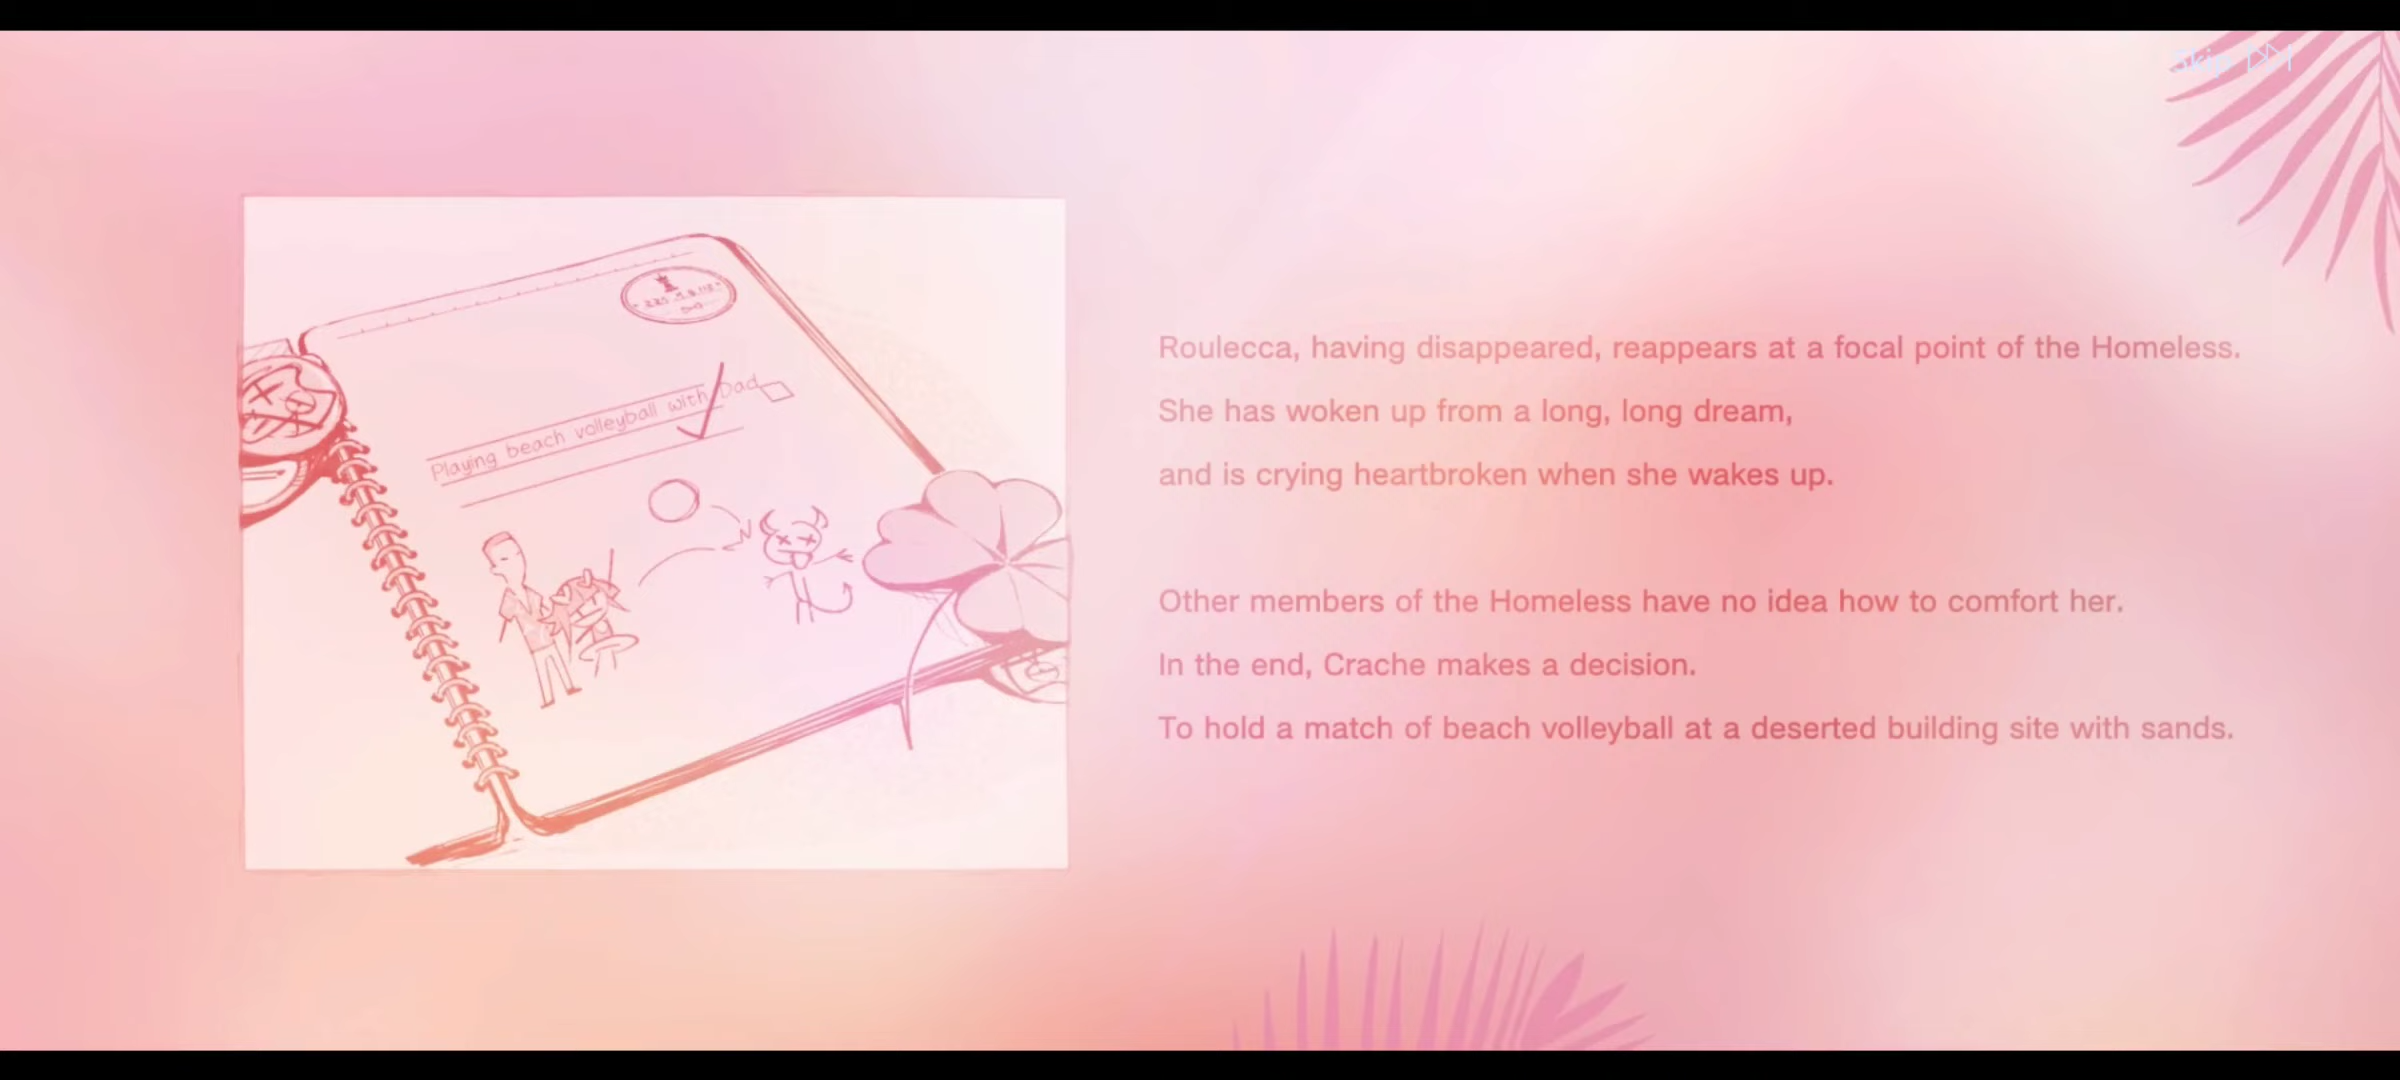 Skip
Playing beach volleyball with Dad
Roulecca, having disappeared, reappears at a focal point of the Homeless.
She has woken up from a long, long dream,
and is crying heartbroken when she wakes up.
Other members of the Homeless have no idea how to comfort her.
In the end, Crache makes a decision.
To hold a match of beach volleyball at a deserted building site with sands.